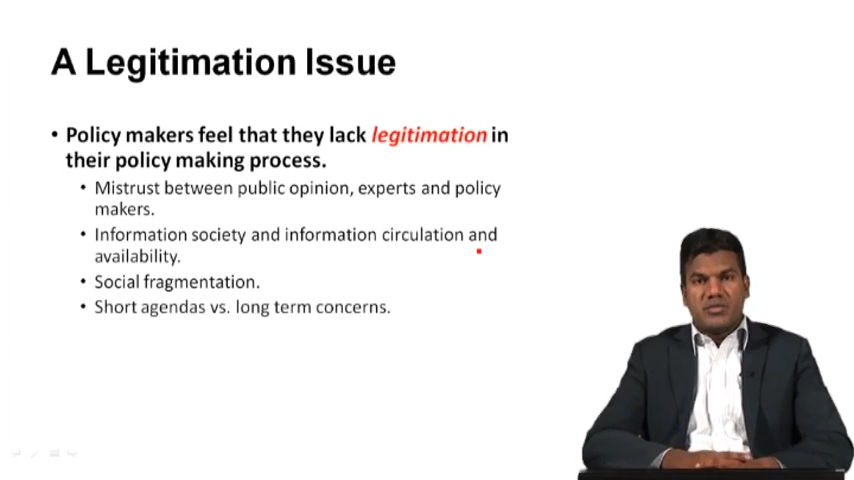 A Legitimation Issue
• Policy makers feel that they lack legitimation in
their policy making process.
• Mistrust between public opinion, experts and policy
makers.
• Information society and information circulation and
availability.
• Social fragmentation.
• Short agendas vs. long term concerns.